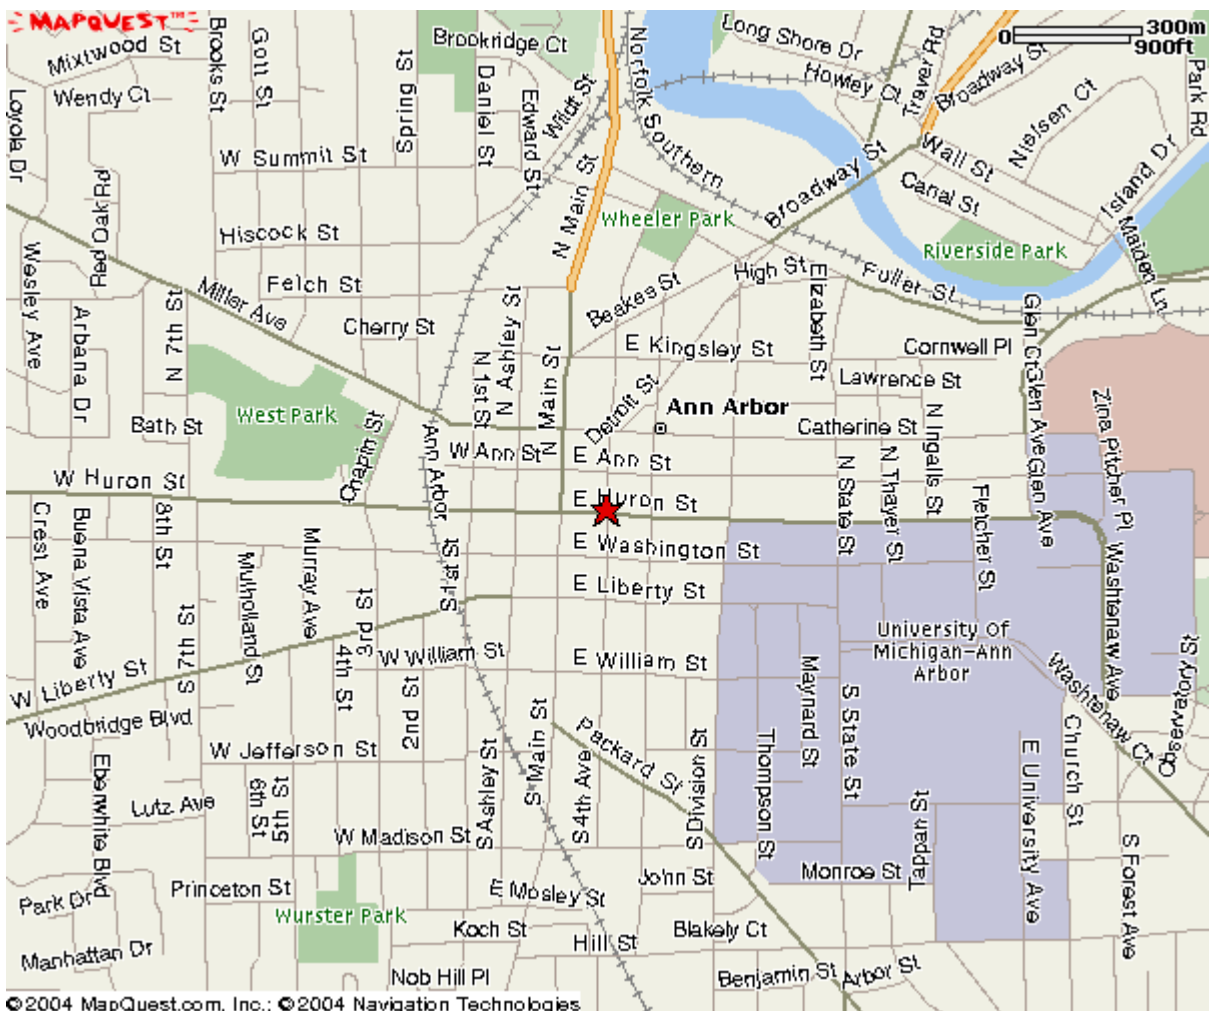 MAPQUEST™
Mixtwood St
Wendy Ct
Brooks St
Gott St
Spring St
Brookridge Ct
Daniel St
Edward St
Wildt St
Norfolk Southern
Long Shore Dr
Howley Ct
Traver Rd
Broadway St
0 300m
900ft
Park Rd
Nielsen Ct
Loyola Dr
W Summit St
N Main St
Wall St
Canal St
Island Dr
Broadway St
Wheeler Park
Riverside Park
Maiden Ln
Red Oak Rd
Hiscock St
Wesley Ave
Miller Ave
Felch St
Cherry St
N 7th St
Arbana Dr
Beakes St
High St
Elizabeth St
Fuller St
Glen Ct
Cornwell Pl
N 1st St
N Ashley St
N Main St
E Kingsley St
Lawrence St
Detroit St
Ann Arbor
West Park
Bath St
Chapin St
Catherine St
N Ingalls St
Glen Ave
Zina Pitcher Pl
W Ann St
E Ann St
N State St
N Thayer St
Glen Ave
W Huron St
Ann Arbor
E Huron St
Fletcher St
Crest Ave
Buena Vista Ave
8th St
E Washington St
Washtenaw Ave
Mulholland St
Murray Ave
S 1st St
E Liberty St
S 7th St
3rd St
University Of
Michigan-Ann
Arbor
4th St
W William St
E William St
Maynard St
S State St
Washtenaw Ct
Observatory St
W Liberty St
Woodbridge Blvd
2nd St
S Main St
Packard St
S Division St
Thompson St
E University Ave
Church St
W Jefferson St
Eberwhite Blvd
Lutz Ave
6th St
5th St
S Ashley St
S 4th Ave
W Madison St
Tappan St
S Forest Ave
Park Dr
Princeton St
E Mosley St
John St
Monroe St
Wurster Park
Koch St
Hill St
Blakely Ct
Manhattan Dr
Nob Hill Pl
Benjamin St
Arbor St
©2004 MapQuest.com, Inc.; ©2004 Navigation Technologies